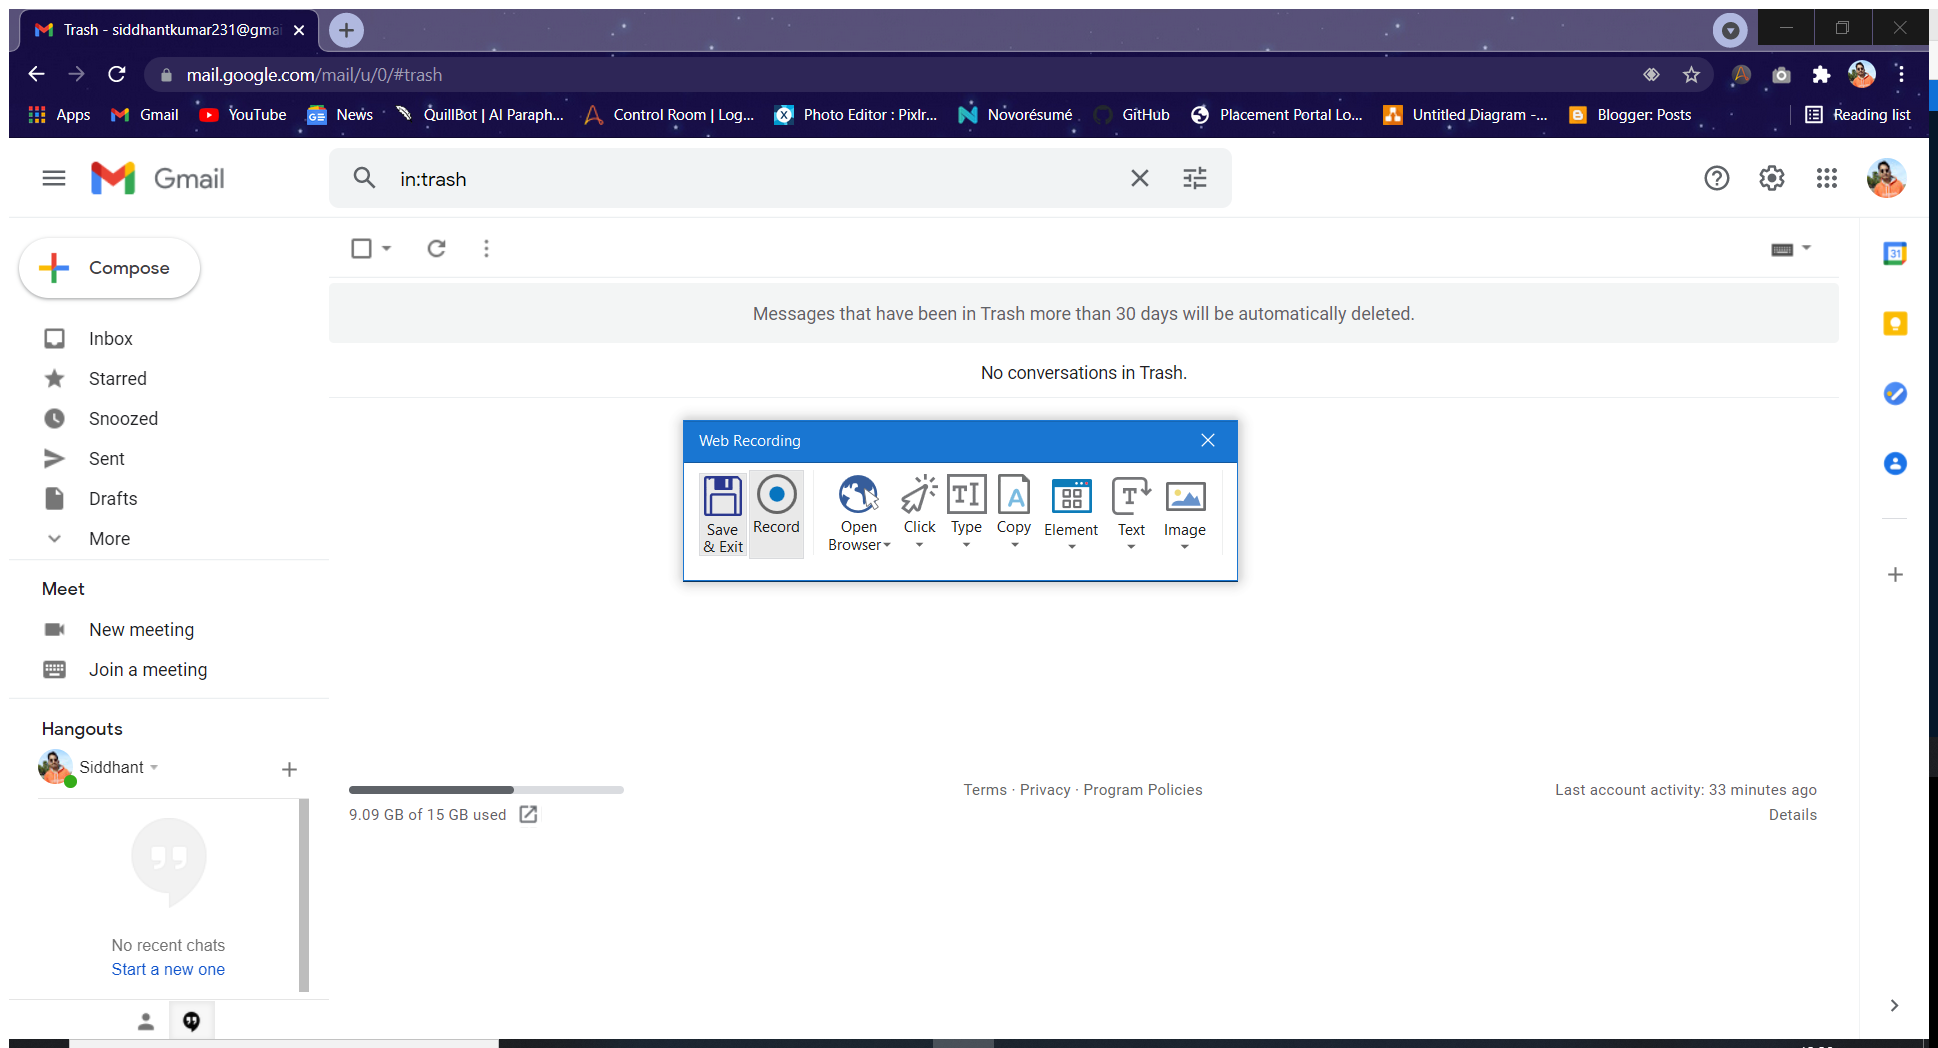 Trash - siddhantkumar231@gmai
mail.google.com/mail/u/0/#trash
Apps Gmail YouTube News QuillBot | AI Paraph... Control Room | Log... Photo Editor : Pixlr... Novorésumé GitHub Placement Portal Lo... Untitled Diagram -... Blogger: Posts Reading list
Gmail
in:trash
Compose
Messages that have been in Trash more than 30 days will be automatically deleted.
No conversations in Trash.
Inbox
Starred
Snoozed
Sent
Drafts
More
Meet
New meeting
Join a meeting
Hangouts
Siddhant
No recent chats
Start a new one
Web Recording
Save & Exit
Record
Open Browser
Click
Type
Copy
Element
Text
Image
9.09 GB of 15 GB used
Terms · Privacy · Program Policies
Last account activity: 33 minutes ago
Details
31